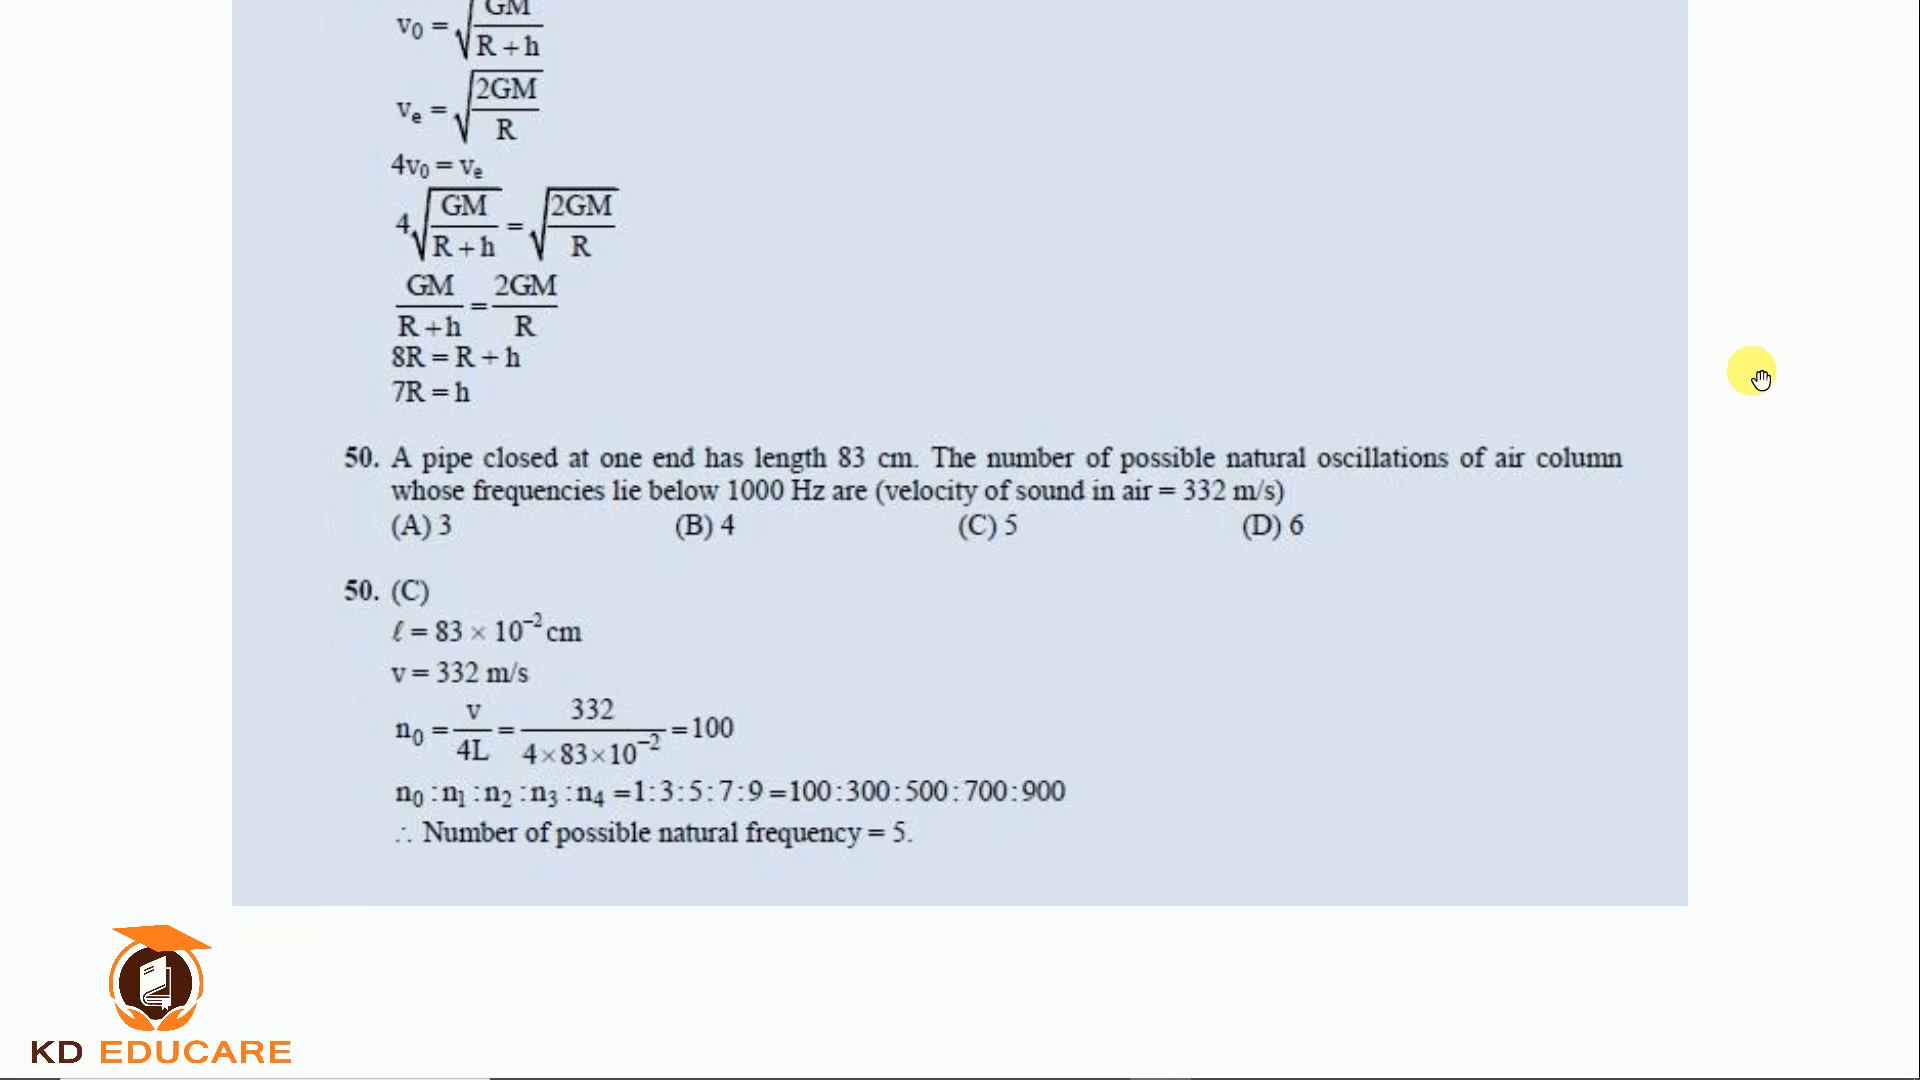 v₀ = √(GM / (R + h))
vₑ = √(2GM / R)
4v₀ = vₑ
4√(GM / (R + h)) = √(2GM / R)
GM / (R + h) = 2GM / R
8R = R + h
7R = h
50. A pipe closed at one end has length 83 cm. The number of possible natural oscillations of air column
whose frequencies lie below 1000 Hz are (velocity of sound in air = 332 m/s)
(A) 3 (B) 4 (C) 5 (D) 6
50. (C)
ℓ = 83 × 10⁻² cm
v = 332 m/s
n₀ = v / 4L = 332 / (4×83×10⁻²) = 100
n₀ : n₁ : n₂ : n₃ : n₄ = 1 : 3 : 5 : 7 : 9 = 100 : 300 : 500 : 700 : 900
∴ Number of possible natural frequency = 5.
KD EDUCARE